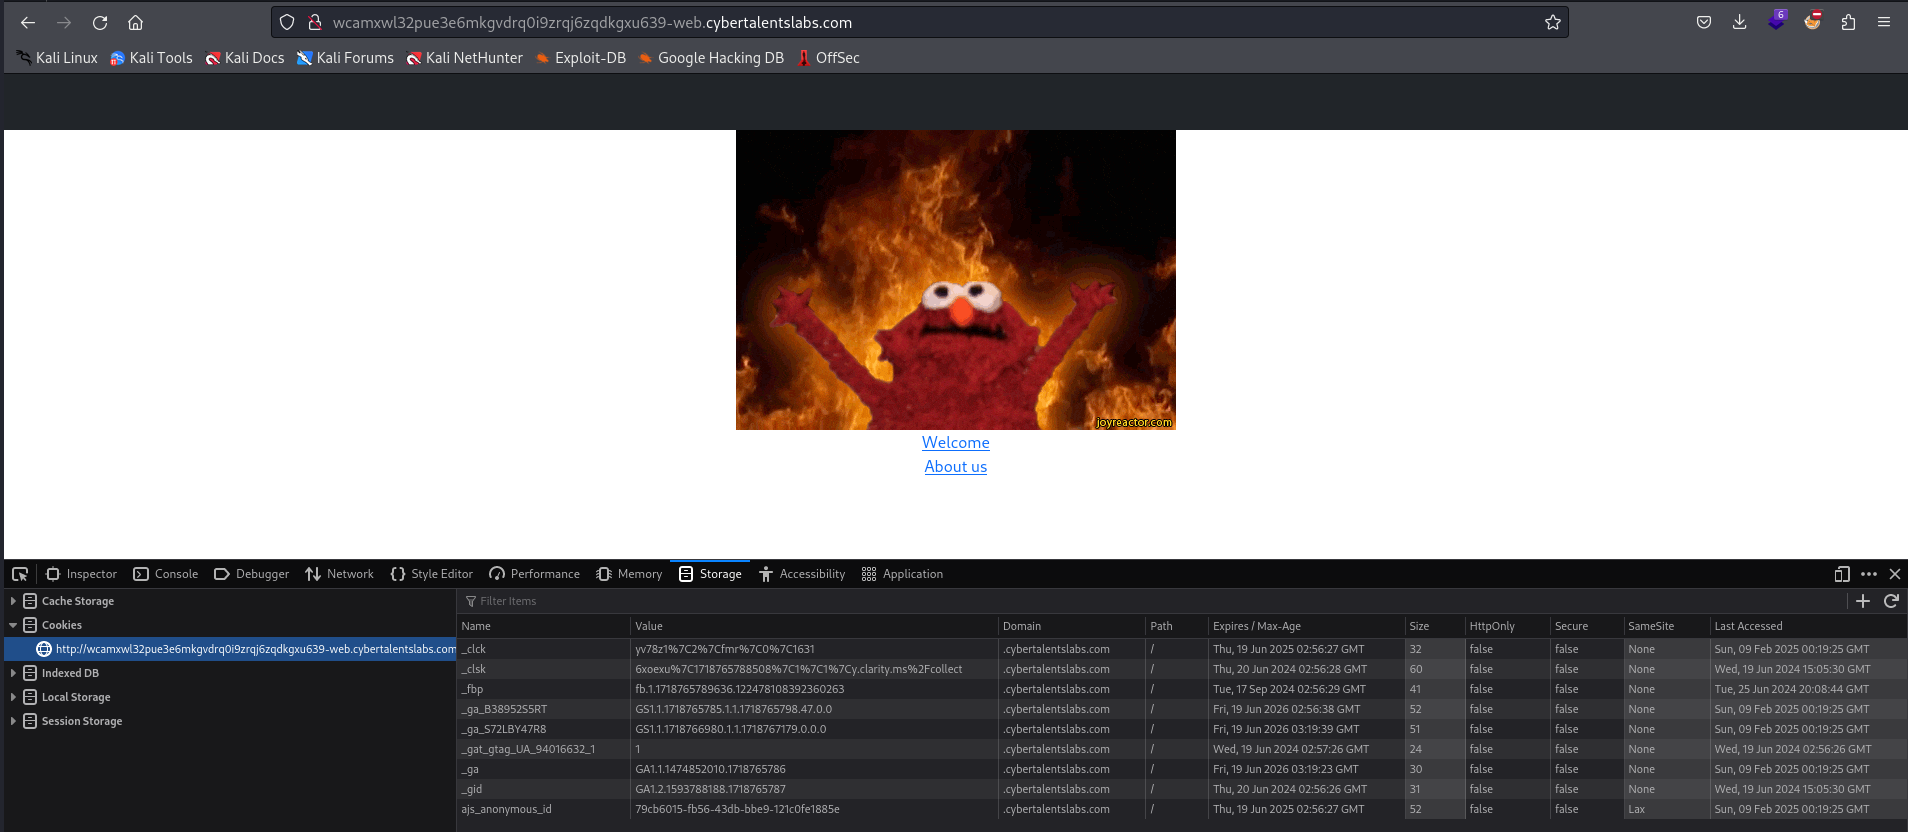 wcamxwl32pue3e6mkgvdrq0i9zrqj6zqdkgxu639-web.cybertalentslabs.com
6
Kali Linux Kali Tools Kali Docs Kali Forums Kali NetHunter Exploit-DB Google Hacking DB OffSec
joyreactor.com
Welcome
About us
Inspector Console Debugger Network Style Editor Performance Memory Storage Accessibility Application
Cache Storage
Cookies
http://wcamxwl32pue3e6mkgvdrq0i9zrqj6zqdkgxu639-web.cybertalentslabs.com
Indexed DB
Local Storage
Session Storage
Filter Items
Name Value Domain Path Expires / Max-Age Size HttpOnly Secure SameSite Last Accessed
_clck yv78z1%7C2%7Cfmr%7C0%7C1631 .cybertalentslabs.com / Thu, 19 Jun 2025 02:56:27 GMT 32 false false None Sun, 09 Feb 2025 00:19:25 GMT
_clsk 6xoexu%7C1718765788508%7C1%7C1%7Cy.clarity.ms%2Fcollect .cybertalentslabs.com / Thu, 20 Jun 2024 02:56:28 GMT 60 false false None Wed, 19 Jun 2024 15:05:30 GMT
_fbp fb.1.1718765789636.122478108392360263 .cybertalentslabs.com / Tue, 17 Sep 2024 02:56:29 GMT 41 false false None Tue, 25 Jun 2024 20:08:44 GMT
_ga_B38952S5RT GS1.1.1718765785.1.1.1718765798.47.0.0 .cybertalentslabs.com / Fri, 19 Jun 2026 02:56:38 GMT 52 false false None Sun, 09 Feb 2025 00:19:25 GMT
_ga_S72LBY47R8 GS1.1.1718766980.1.1.1718767179.0.0.0 .cybertalentslabs.com / Fri, 19 Jun 2026 03:19:39 GMT 51 false false None Sun, 09 Feb 2025 00:19:25 GMT
_gat_gtag_UA_94016632_1 1 .cybertalentslabs.com / Wed, 19 Jun 2024 02:57:26 GMT 24 false false None Wed, 19 Jun 2024 02:56:26 GMT
_ga GA1.1.1474852010.1718765786 .cybertalentslabs.com / Fri, 19 Jun 2026 03:19:23 GMT 30 false false None Sun, 09 Feb 2025 00:19:25 GMT
_gid GA1.2.1593788188.1718765787 .cybertalentslabs.com / Thu, 20 Jun 2024 02:56:26 GMT 31 false false None Wed, 19 Jun 2024 15:05:30 GMT
ajs_anonymous_id 79cb6015-fb56-43db-bbe9-121c0fe1885e .cybertalentslabs.com / Thu, 19 Jun 2025 02:56:27 GMT 52 false false Lax Sun, 09 Feb 2025 00:19:25 GMT